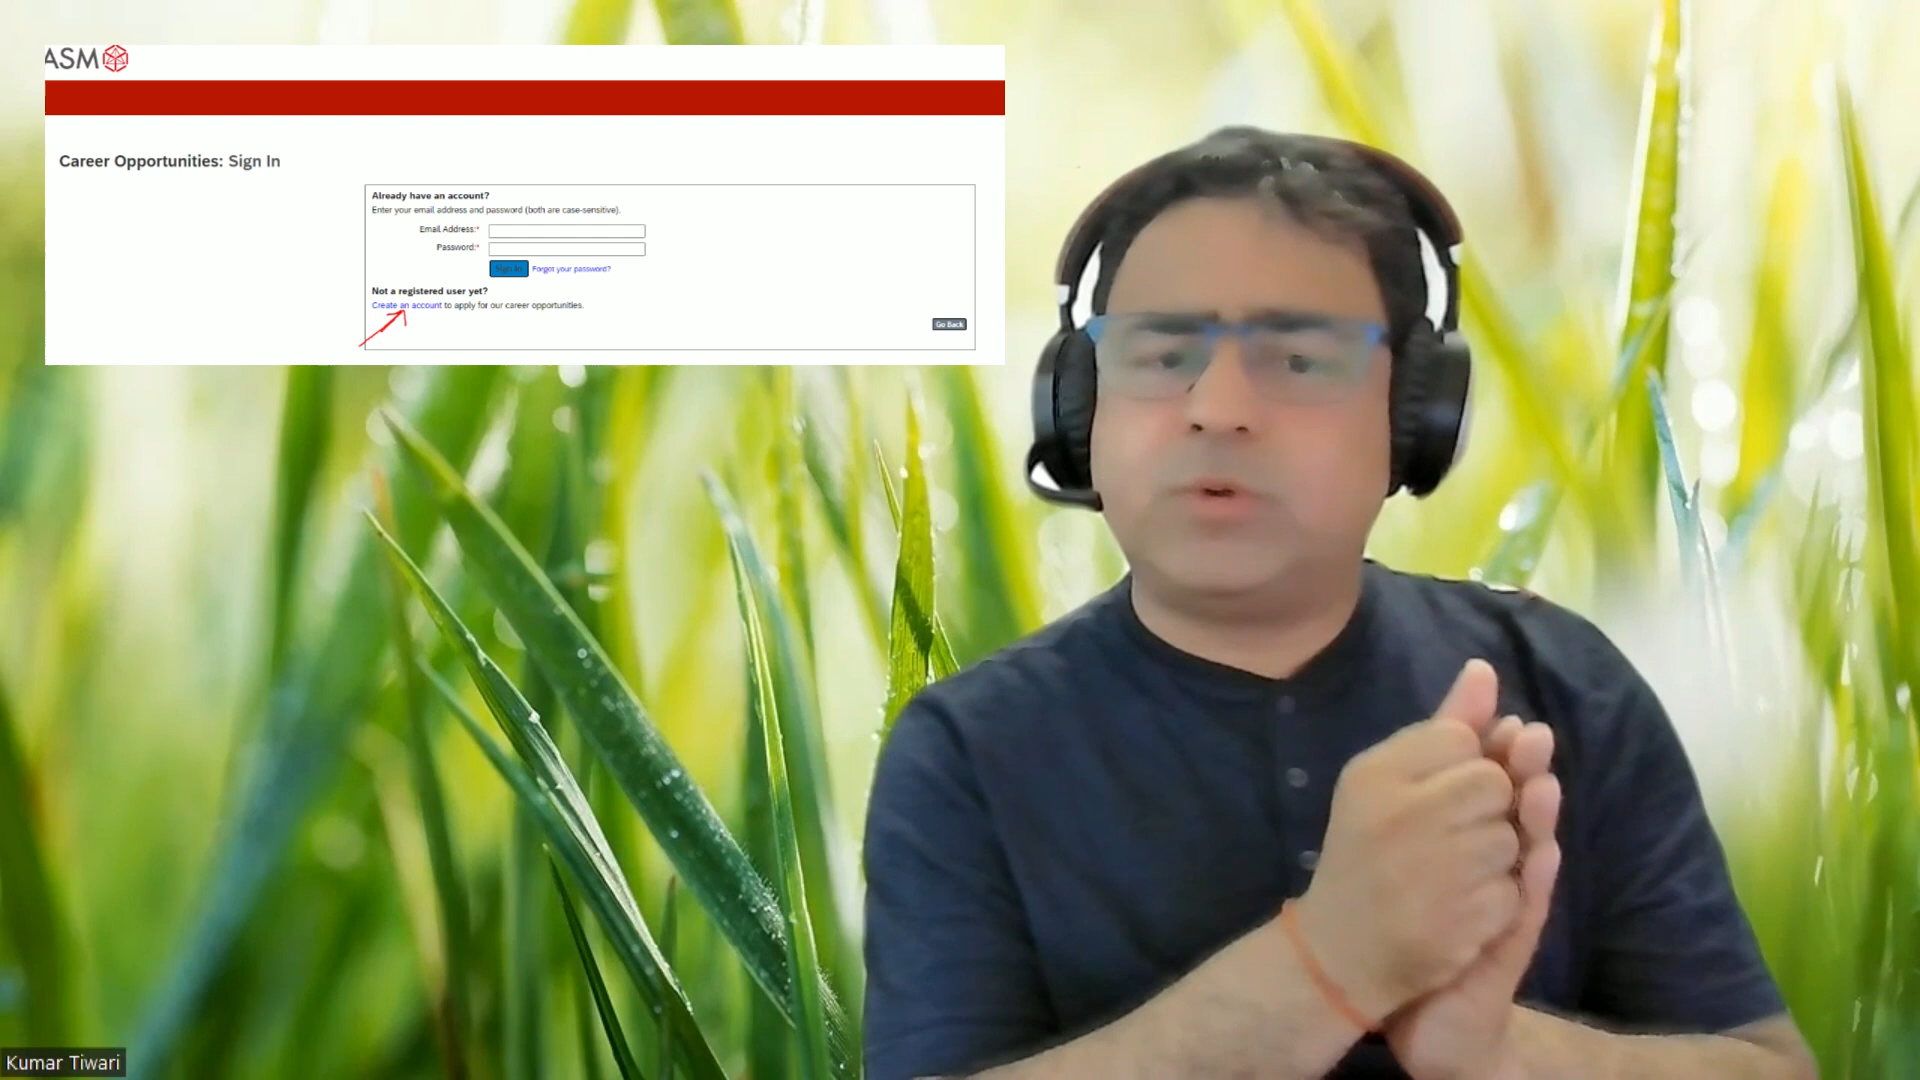 ASM
Career Opportunities: Sign In
Already have an account?
Enter your email address and password (both are case-sensitive).
Email Address:*
Password:*
Sign In Forgot your password?
Not a registered user yet?
Create an account to apply for our career opportunities.
Go Back
Kumar Tiwari